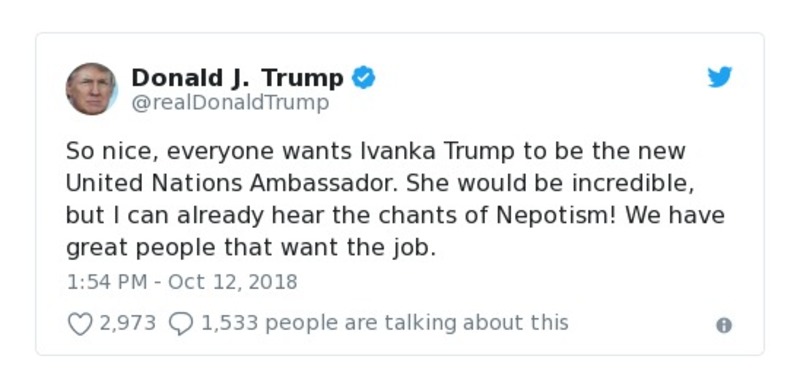 Donald J. Trump
@realDonaldTrump
So nice, everyone wants Ivanka Trump to be the new
United Nations Ambassador. She would be incredible,
but I can already hear the chants of Nepotism! We have
great people that want the job.
1:54 PM - Oct 12, 2018
2,973 1,533 people are talking about this